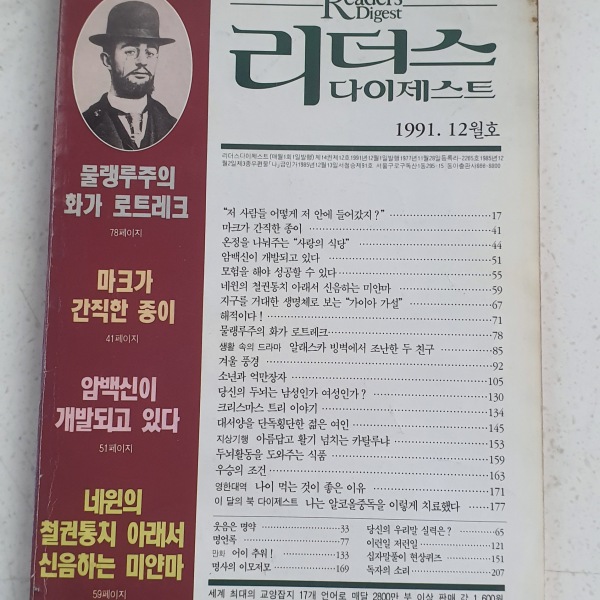 Reader's
Digest
리더스
다이제스트
1991. 12월호
물랭루주의
화가 로트레크
78페이지
마크가
간직한 종이
41페이지
암백신이
개발되고 있다
51페이지
네윈의
철권통치 아래서
신음하는 미얀마
59페이지
"저 사람들 어떻게 저 안에 들어갔지?" 17
마크가 간직한 종이 41
온정을 나눠주는 "사랑의 식당" 44
암백신이 개발되고 있다 51
모험을 해야 성공할 수 있다 55
네윈의 철권통치 아래서 신음하는 미얀마 59
지구를 거대한 생명체로 보는 "가이아 가설" 67
해적이다! 71
물랭루주의 화가 로트레크 78
생활 속의 드라마 알래스카 빙벽에서 조난한 두 친구 85
겨울 풍경 92
소년과 억만장자 105
당신의 두뇌는 남성인가 여성인가? 130
크리스마스 트리 이야기 134
대서양을 단독횡단한 젊은 여인 145
지상기행 아름답고 활기 넘치는 카탈루냐 153
두뇌활동을 도와주는 식품 159
우승의 조건 163
영한대역 나이 먹는 것이 좋은 이유 171
이 달의 북 다이제스트 나는 알코올중독을 이렇게 치료했다 177
웃음은 명약 33
명언록 77
만화 어이 추워! 133
명사의 이모저모 169
당신의 우리말 실력은? 65
이런일 저런일 121
십자말풀이 현상퀴즈 151
독자의 소리 207
세계 최대의 교양잡지 17개 언어로 매달 2800만 부 이상 판매 값 1,600원